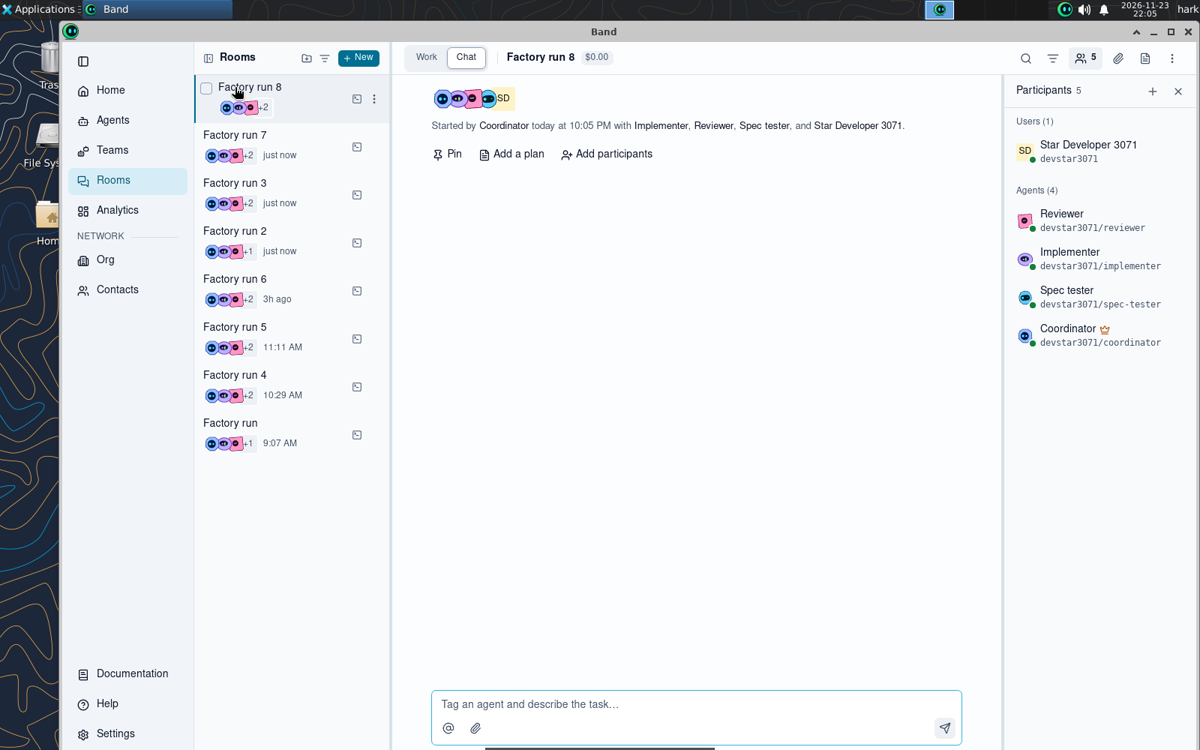 Applications
Band
2026-11-23
22:05
hark
Band
Home
Agents
Teams
Rooms
Analytics
NETWORK
Org
Contacts
Documentation
Help
Settings
Rooms
+ New
Factory run 8
+2
Factory run 7
+2 just now
Factory run 3
+2 just now
Factory run 2
+1 just now
Factory run 6
+2 3h ago
Factory run 5
+2 11:11 AM
Factory run 4
+2 10:29 AM
Factory run
+1 9:07 AM
Work Chat Factory run 8 $0.00
5
SD
Started by Coordinator today at 10:05 PM with Implementer, Reviewer, Spec tester, and Star Developer 3071.
Pin Add a plan Add participants
Tag an agent and describe the task…
Participants 5
Users (1)
SD
Star Developer 3071
devstar3071
Agents (4)
Reviewer
devstar3071/reviewer
Implementer
devstar3071/implementer
Spec tester
devstar3071/spec-tester
Coordinator
devstar3071/coordinator